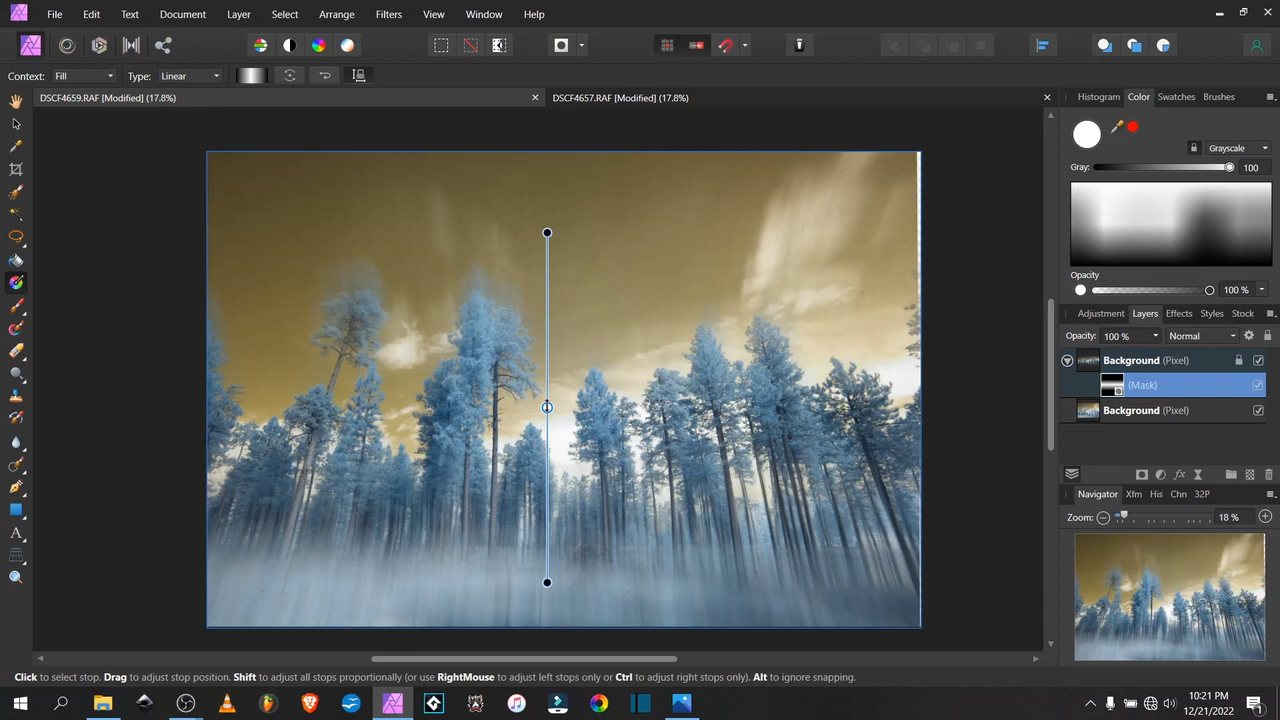 File Edit Text Document Layer Select Arrange Filters View Window Help
Context: Fill Type: Linear
DSCF4659.RAF [Modified] (17.8%)
DSCF4657.RAF [Modified] (17.8%)
Histogram Color Swatches Brushes
Grayscale
Gray: 100
Opacity
100 %
Adjustment Layers Effects Styles Stock
Opacity: 100 % Normal
Background (Pixel)
(Mask)
Background (Pixel)
Navigator Xfm His Chn 32P
Zoom: 18 %
Click to select stop. Drag to adjust stop position. Shift to adjust all stops proportionally (or use RightMouse to adjust left stops only or Ctrl to adjust right stops only). Alt to ignore snapping.
10:21 PM
12/21/2022
1